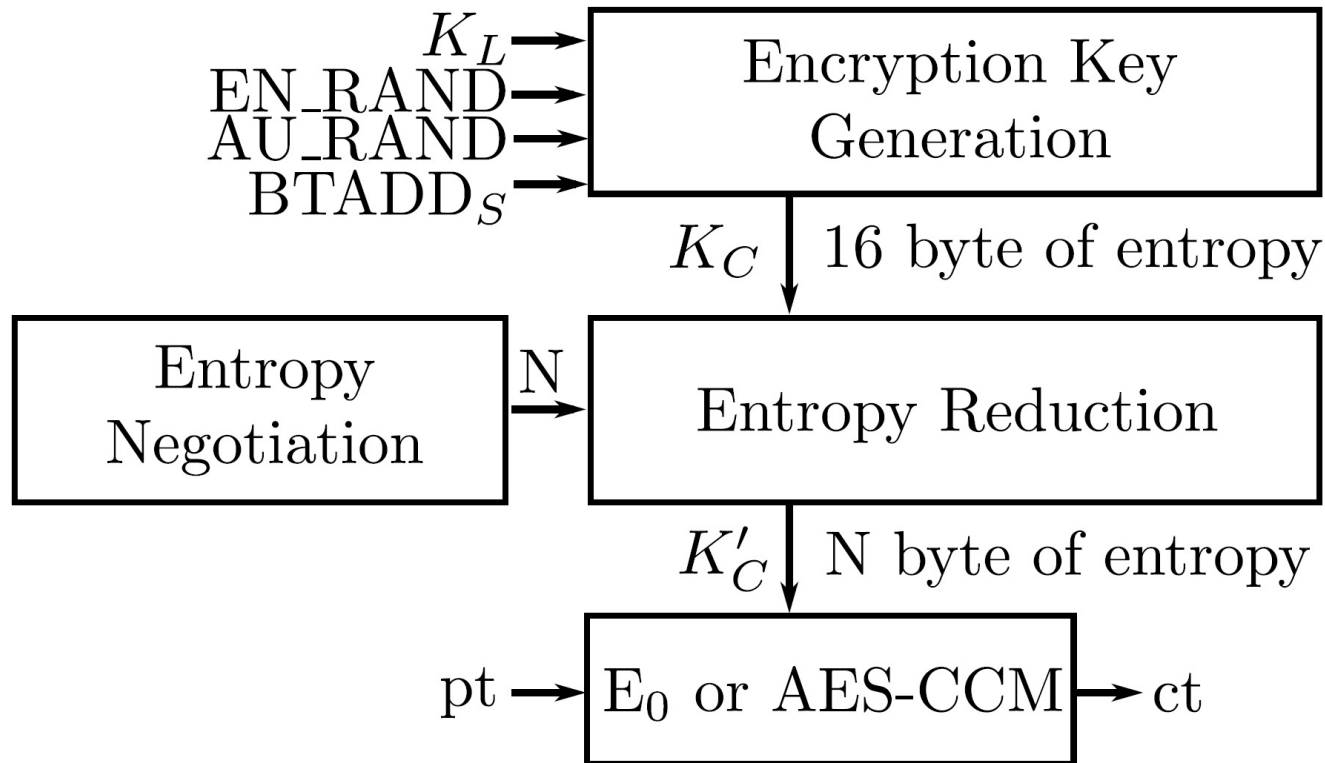 K_L
EN_RAND
AU_RAND
BTADD_S
Encryption Key
Generation
K_C 16 byte of entropy
Entropy
Negotiation
N
Entropy Reduction
K'_C N byte of entropy
pt
E_0 or AES-CCM
ct